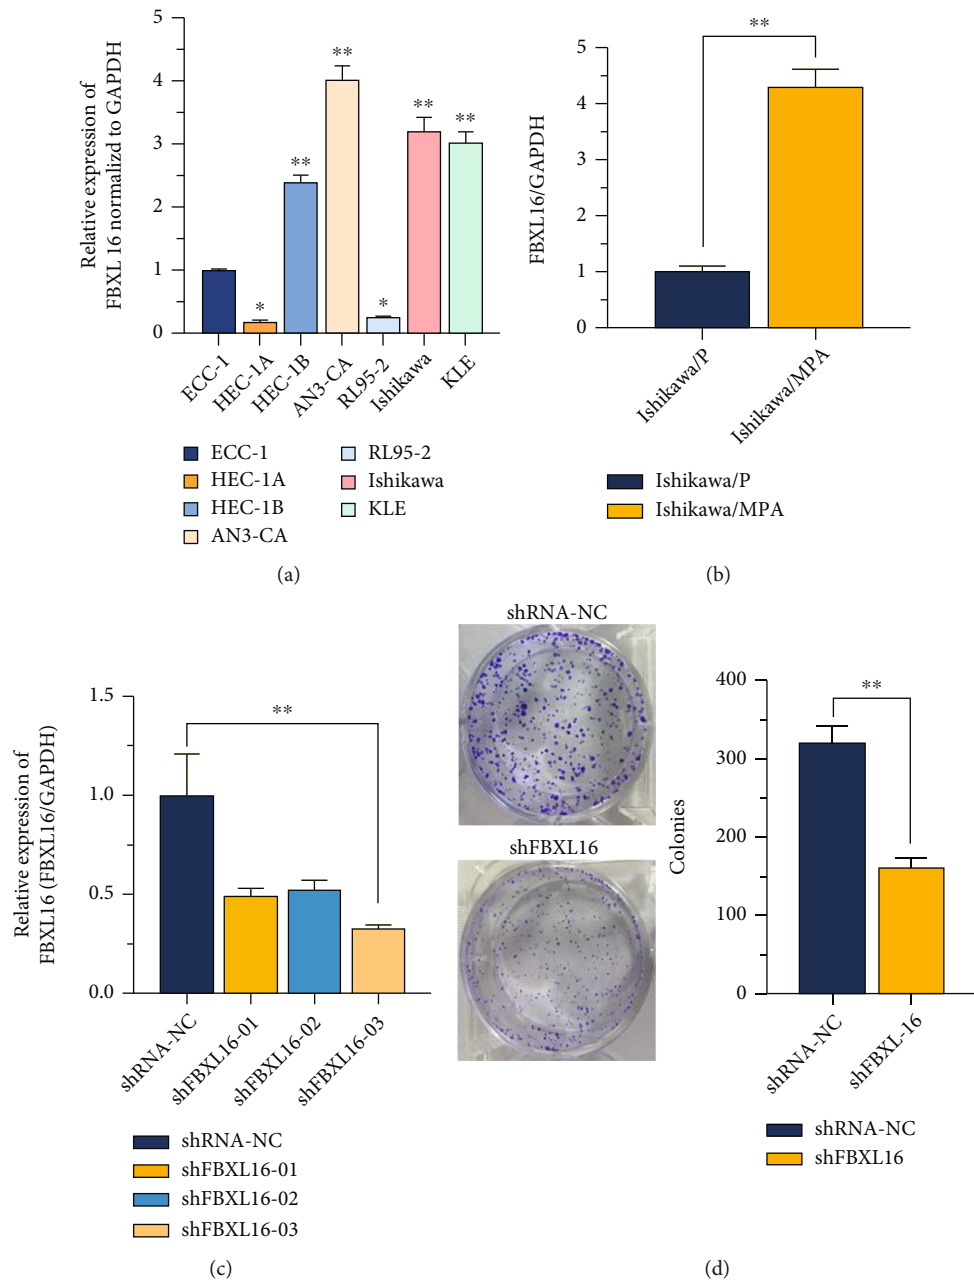 Relative expression of
FBXL 16 normalizd to GAPDH
5
4
3
2
1
0
**
**
**
**
*
*
ECC-1
HEC-1A
HEC-1B
AN3-CA
RL95-2
Ishikawa
KLE
ECC-1
HEC-1A
HEC-1B
AN3-CA
RL95-2
Ishikawa
KLE
(a)
FBXL16/GAPDH
5
4
3
2
1
0
**
Ishikawa/P
Ishikawa/MPA
Ishikawa/P
Ishikawa/MPA
(b)
Relative expression of
FBXL16 (FBXL16/GAPDH)
1.5
1.0
0.5
0.0
**
shRNA-NC
shFBXL16-01
shFBXL16-02
shFBXL16-03
shRNA-NC
shFBXL16-01
shFBXL16-02
shFBXL16-03
(c)
shRNA-NC
shFBXL16
Colonies
400
300
200
100
0
**
shRNA-NC
shFBXL-16
shRNA-NC
shFBXL16
(d)